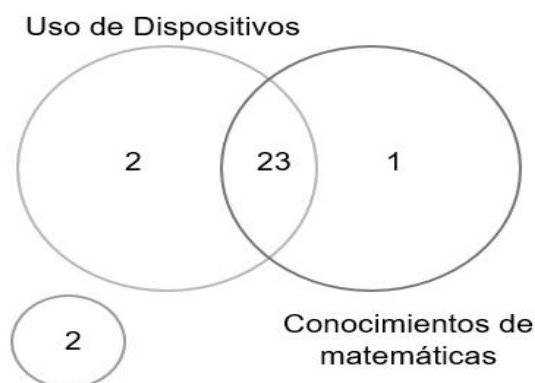 Uso de Dispositivos
2
23
1
2
Conocimientos de
matemáticas